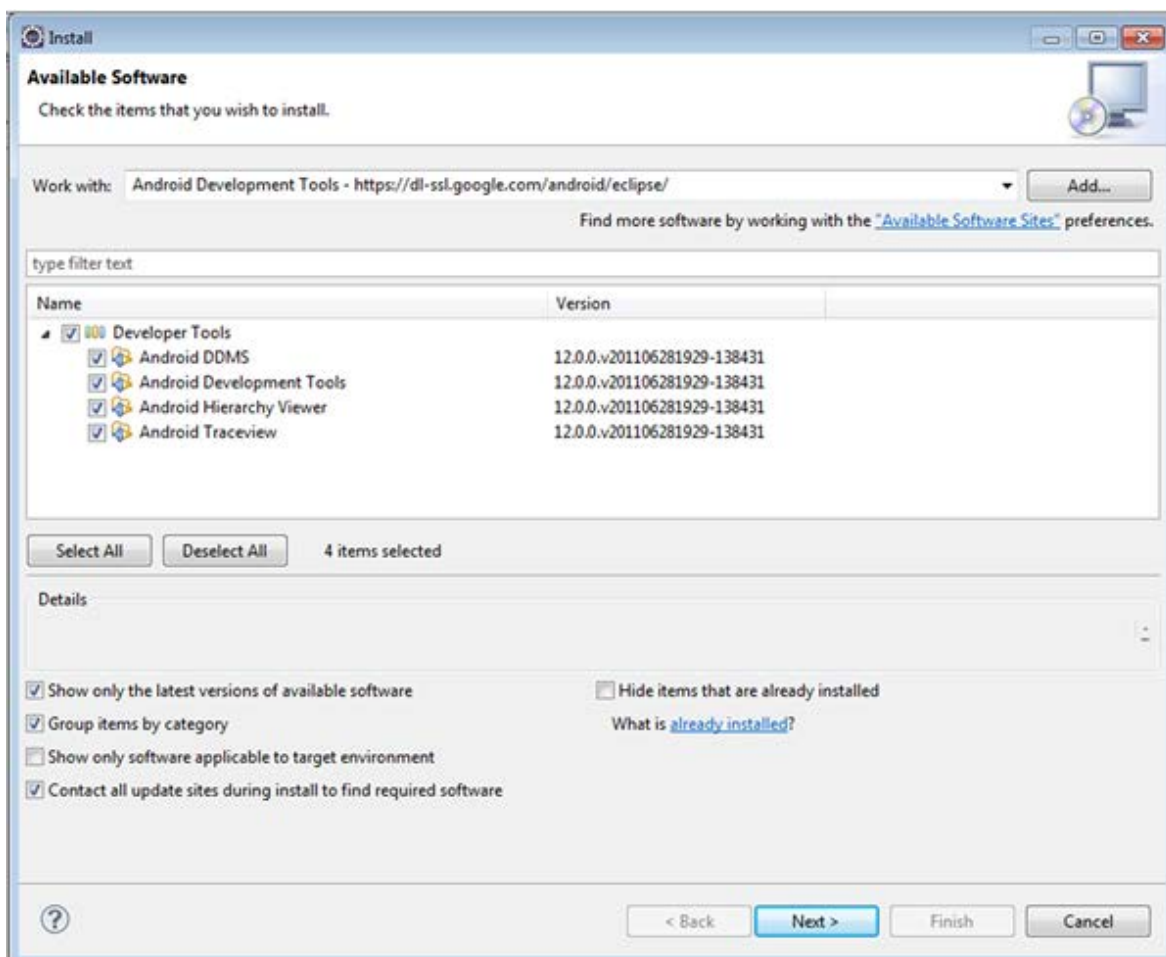 Install
Available Software
Check the items that you wish to install.
Work with: Android Development Tools - https://dl-ssl.google.com/android/eclipse/ Add...
Find more software by working with the "Available Software Sites" preferences.
type filter text
Name Version
Developer Tools
Android DDMS 12.0.0.v201106281929-138431
Android Development Tools 12.0.0.v201106281929-138431
Android Hierarchy Viewer 12.0.0.v201106281929-138431
Android Traceview 12.0.0.v201106281929-138431
Select All Deselect All 4 items selected
Details
Show only the latest versions of available software Hide items that are already installed
Group items by category What is already installed?
Show only software applicable to target environment
Contact all update sites during install to find required software
? < Back Next > Finish Cancel